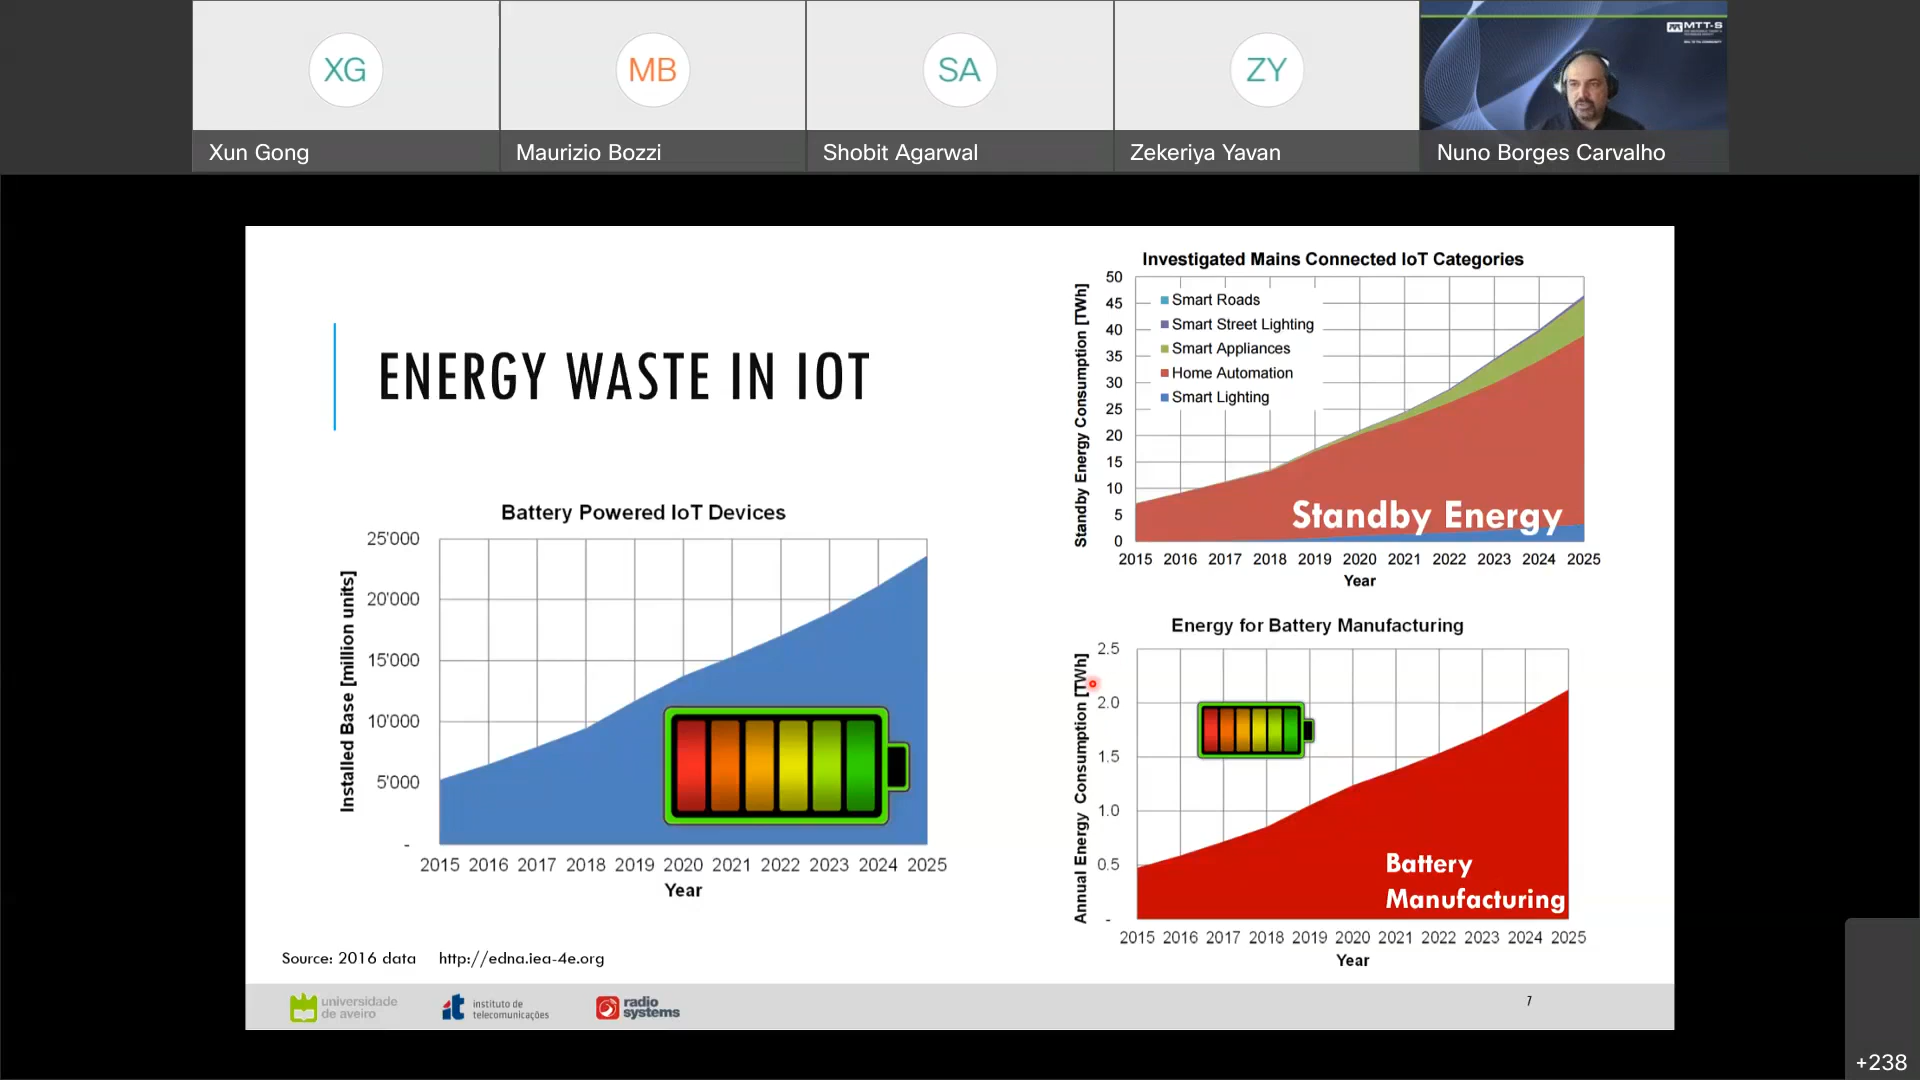 XG
MB
SA
ZY
MTT-S
Xun Gong
Maurizio Bozzi
Shobit Agarwal
Zekeriya Yavan
Nuno Borges Carvalho
ENERGY WASTE IN IOT
Investigated Mains Connected IoT Categories
Standby Energy Consumption [TWh]
50
45
40
35
30
25
20
15
10
5
0
Smart Roads
Smart Street Lighting
Smart Appliances
Home Automation
Smart Lighting
Standby Energy
2015 2016 2017 2018 2019 2020 2021 2022 2023 2024 2025
Year
Battery Powered IoT Devices
Installed Base [million units]
25'000
20'000
15'000
10'000
5'000
-
2015 2016 2017 2018 2019 2020 2021 2022 2023 2024 2025
Year
Energy for Battery Manufacturing
Annual Energy Consumption [TWh]
2.5
2.0
1.5
1.0
0.5
-
Battery
Manufacturing
2015 2016 2017 2018 2019 2020 2021 2022 2023 2024 2025
Year
Source: 2016 data http://edna.iea-4e.org
universidade
de aveiro
it
instituto de
telecomunicações
radio
systems
7
+238